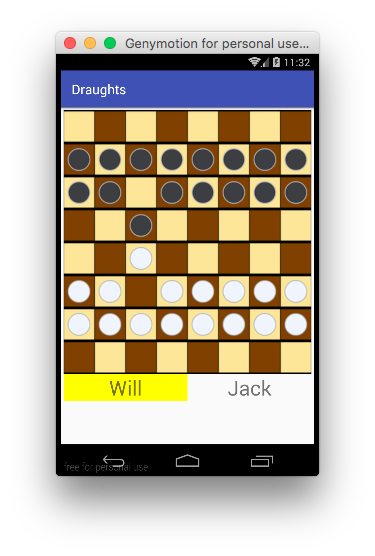 Genymotion for personal use...
11:32
Draughts
Will
Jack
free for personal use